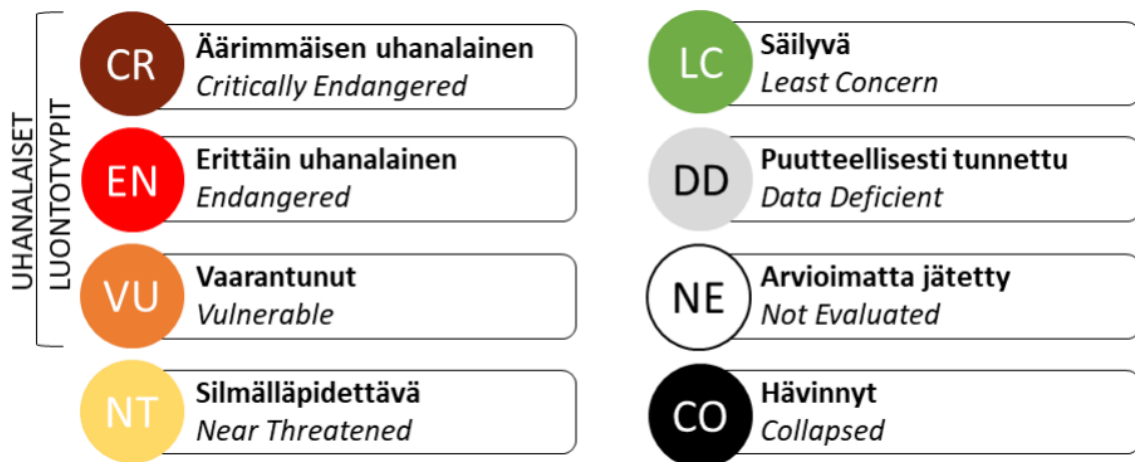 UHANALAISET
LUONTOTYYPIT
CR
Äärimmäisen uhanalainen
Critically Endangered
EN
Erittäin uhanalainen
Endangered
VU
Vaarantunut
Vulnerable
NT
Silmälläpidettävä
Near Threatened
LC
Säilyvä
Least Concern
DD
Puutteellisesti tunnettu
Data Deficient
NE
Arvioimatta jätetty
Not Evaluated
CO
Hävinnyt
Collapsed